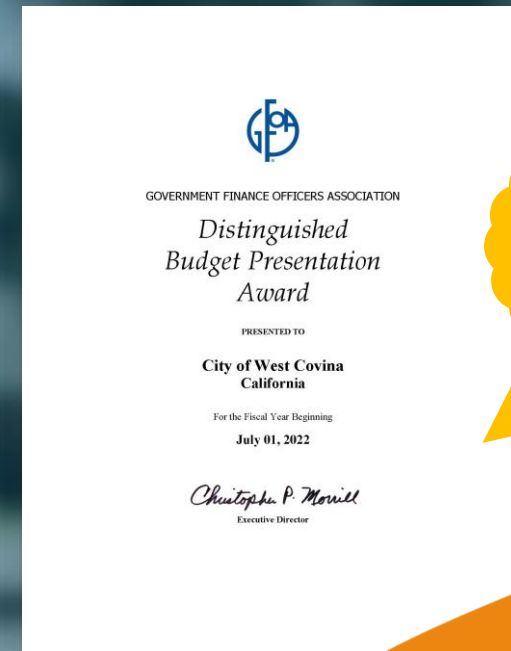 GFOA
GOVERNMENT FINANCE OFFICERS ASSOCIATION
Distinguished
Budget Presentation
Award
PRESENTED TO
City of West Covina
California
For the Fiscal Year Beginning
July 01, 2022
Christopher P. Morrill
Executive Director